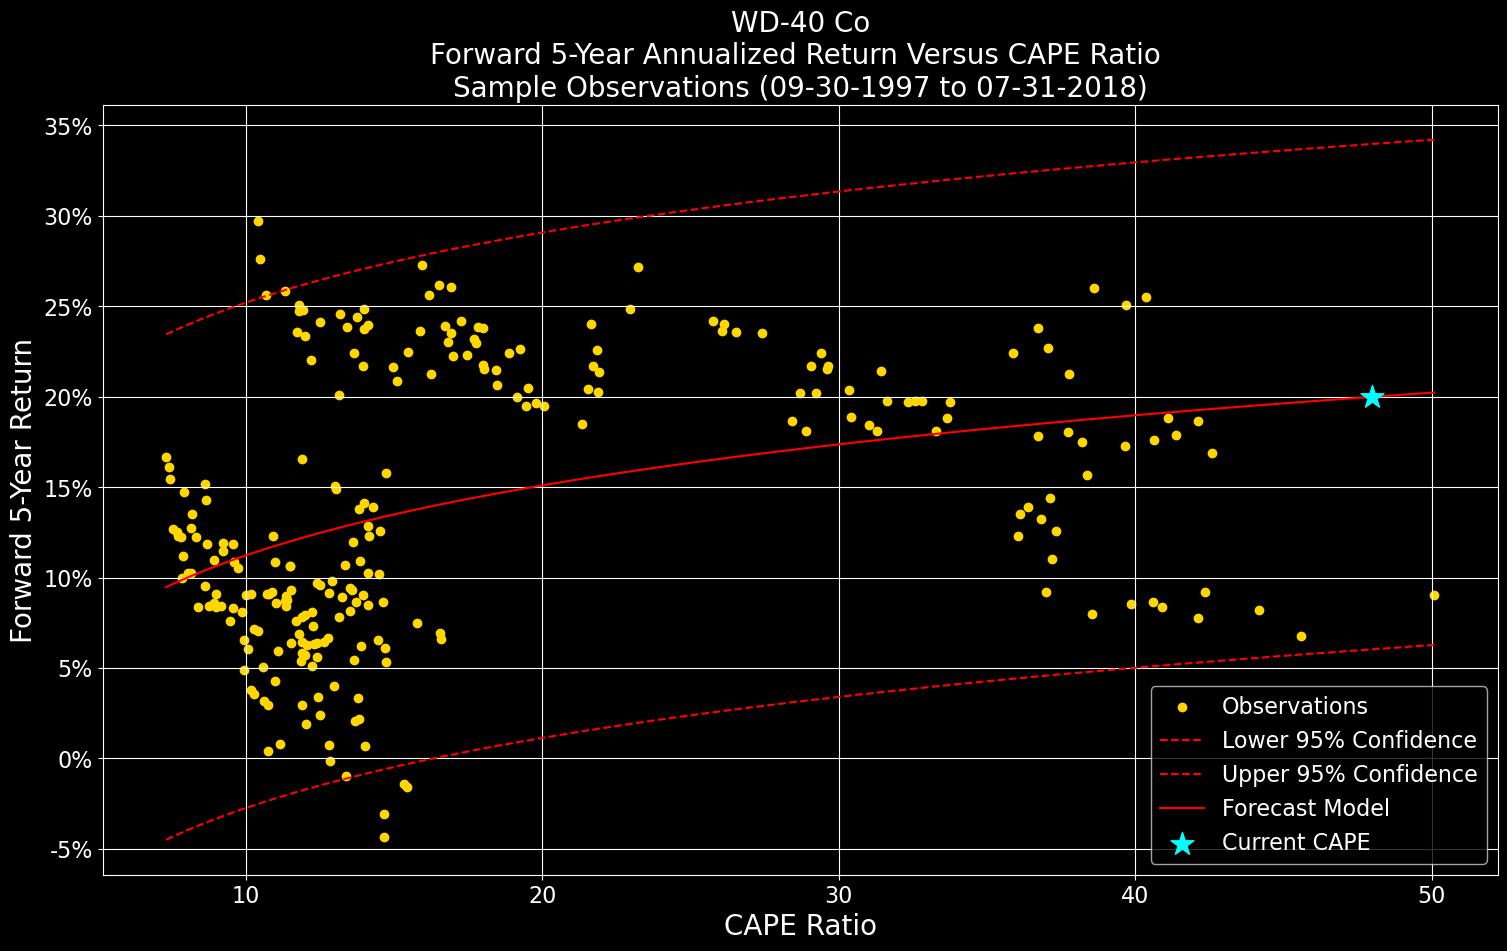 WD-40 Co
Forward 5-Year Annualized Return Versus CAPE Ratio
Sample Observations (09-30-1997 to 07-31-2018)
Forward 5-Year Return
35%
30%
25%
20%
15%
10%
5%
0%
-5%
10
20
30
40
50
CAPE Ratio
Observations
Lower 95% Confidence
Upper 95% Confidence
Forecast Model
Current CAPE